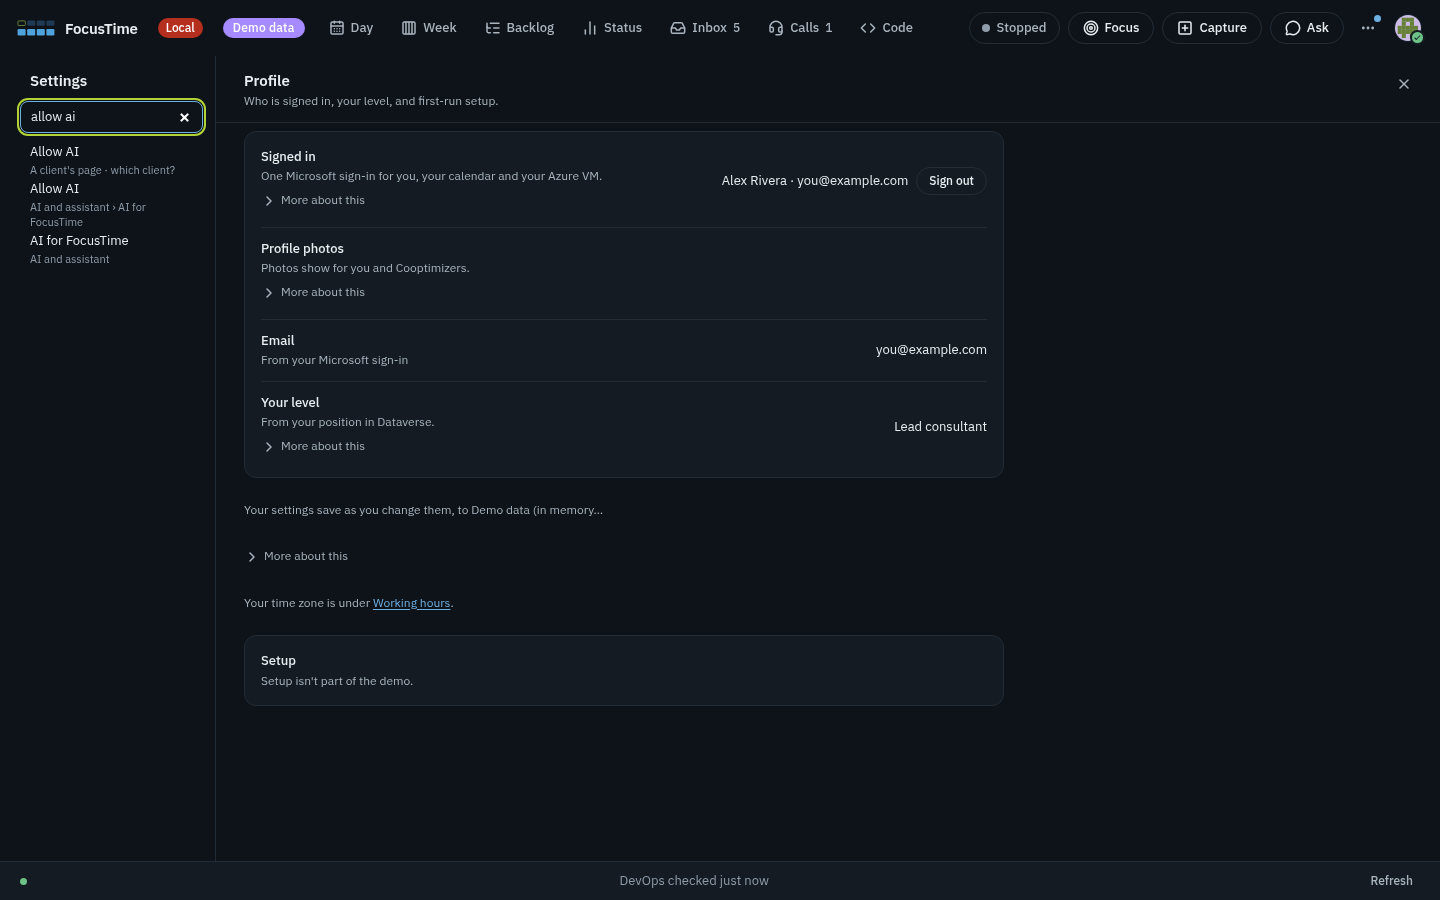 FocusTime
Local
Demo data
Day
Week
Backlog
Status
Inbox 5
Calls 1
Code
Stopped
Focus
Capture
Ask
Settings
allow ai
Allow AI
A client's page · which client?
Allow AI
AI and assistant › AI for
FocusTime
AI for FocusTime
AI and assistant
Profile
Who is signed in, your level, and first-run setup.
Signed in
One Microsoft sign-in for you, your calendar and your Azure VM.
More about this
Alex Rivera · you@example.com
Sign out
Profile photos
Photos show for you and Cooptimizers.
More about this
Email
From your Microsoft sign-in
you@example.com
Your level
From your position in Dataverse.
More about this
Lead consultant
Your settings save as you change them, to Demo data (in memory...
More about this
Your time zone is under Working hours.
Setup
Setup isn't part of the demo.
DevOps checked just now
Refresh